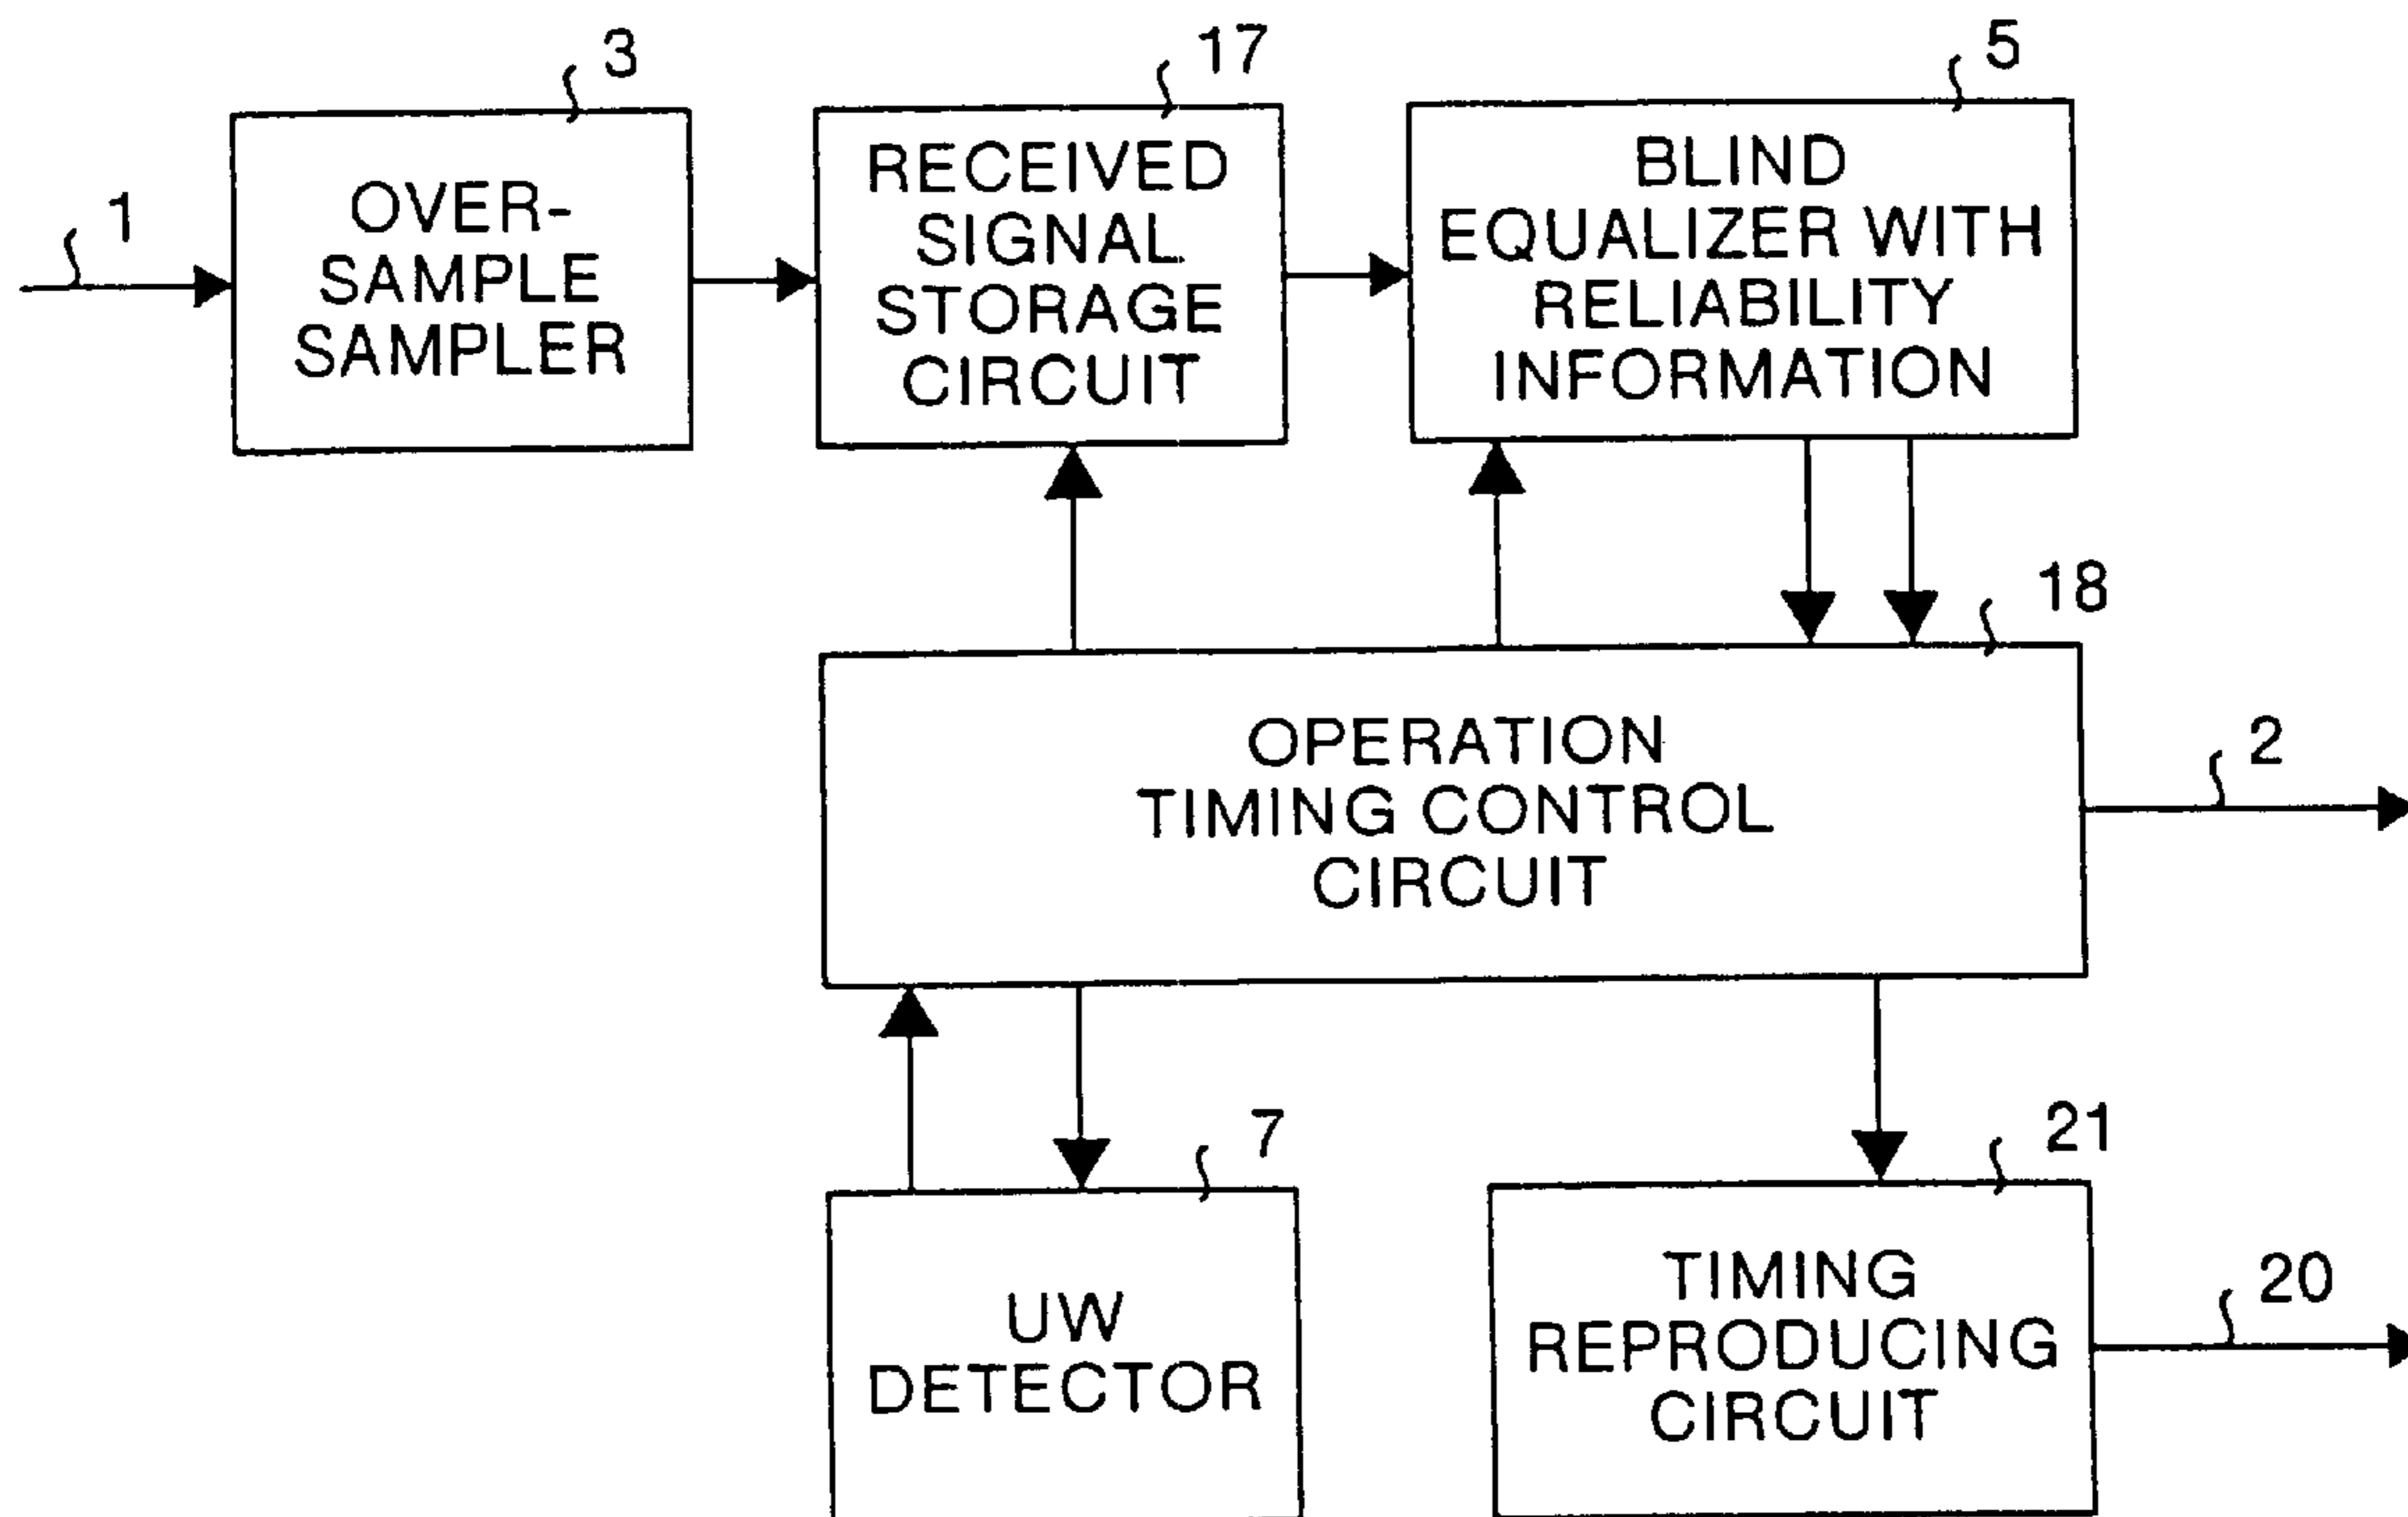 3
17
5
1
OVER-
SAMPLE
SAMPLER
RECEIVED
SIGNAL
STORAGE
CIRCUIT
BLIND
EQUALIZER WITH
RELIABILITY
INFORMATION
18
OPERATION
TIMING CONTROL
CIRCUIT
2
7
21
UW
DETECTOR
TIMING
REPRODUCING
CIRCUIT
20